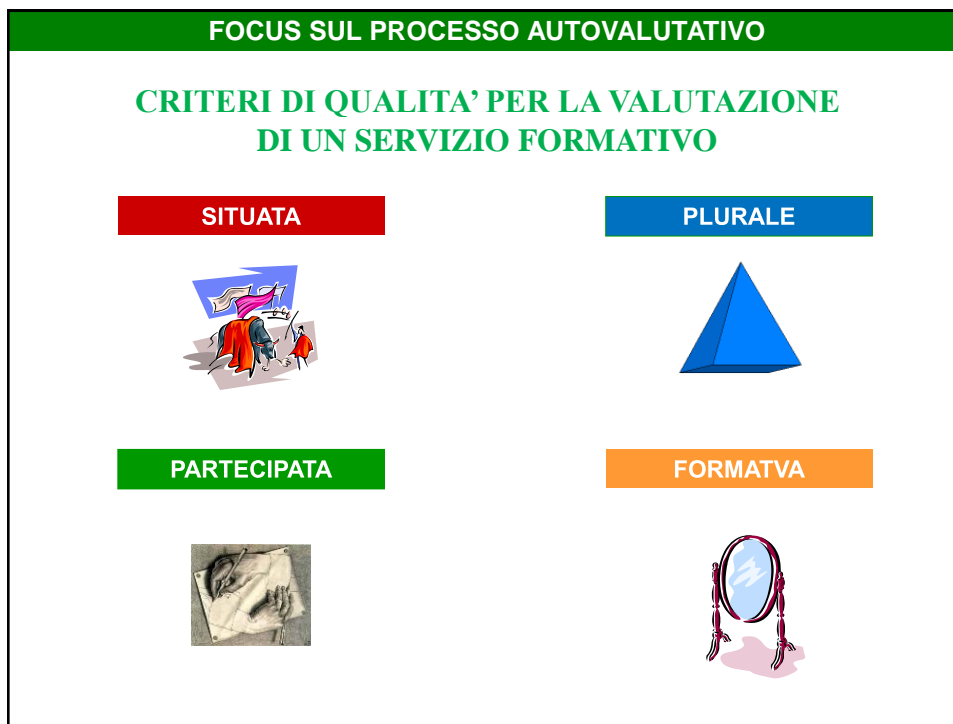 FOCUS SUL PROCESSO AUTOVALUTATIVO
CRITERI DI QUALITA’ PER LA VALUTAZIONE
DI UN SERVIZIO FORMATIVO
SITUATA
PLURALE
PARTECIPATA
FORMATVA